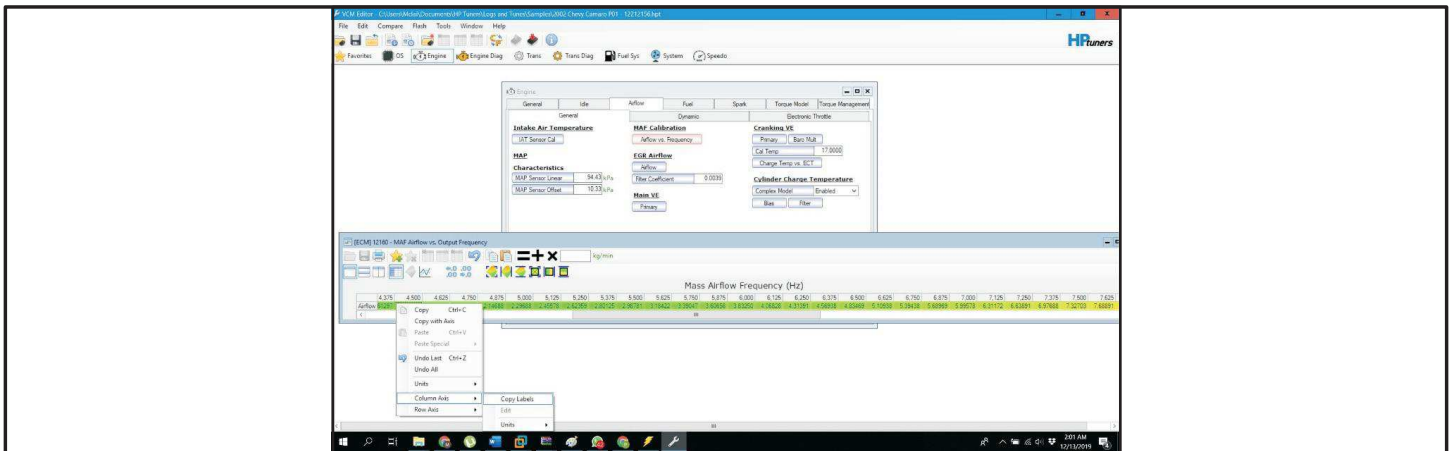 VCM Editor - C:\Users\Mclah\Documents\HP Tuners\Logs and Tunes\Samples\2002 Chevy Camaro P01 - 12212156.hpt
File Edit Compare Flash Tools Window Help
HPtuners
Favorites OS Engine Engine Diag Trans Trans Diag Fuel Sys System Speedo
Engine
General Idle Airflow Fuel Spark Torque Model Torque Management
General Dynamic Electronic Throttle
Intake Air Temperature MAF Calibration Cranking VE
IAT Sensor Cal Airflow vs. Frequency Primary Baro Mult
Cal Temp 17.0000
MAP EGR Airflow Charge Temp vs. ECT
Characteristics Airflow
MAP Sensor Linear 94.43 kPa Filter Coefficient 0.0039 Cylinder Charge Temperature
MAP Sensor Offset 10.33 kPa Complex Model Enabled
Main VE Bias Filter
Primary
[ECM] 12160 - MAF Airflow vs. Output Frequency
kg/min
Mass Airflow Frequency (Hz)
4,375 4,500 4,625 4,750 4,875 5,000 5,125 5,250 5,375 5,500 5,625 5,750 5,875 6,000 6,125 6,250 6,375 6,500 6,625 6,750 6,875 7,000 7,125 7,250 7,375 7,500 7,625
Airflow
Copy Ctrl+C
Copy with Axis
Paste Ctrl+V
Paste Special
Undo Last Ctrl+Z
Undo All
Units
Column Axis Copy Labels
Row Axis Edit
Units
2:01 AM
12/13/2019